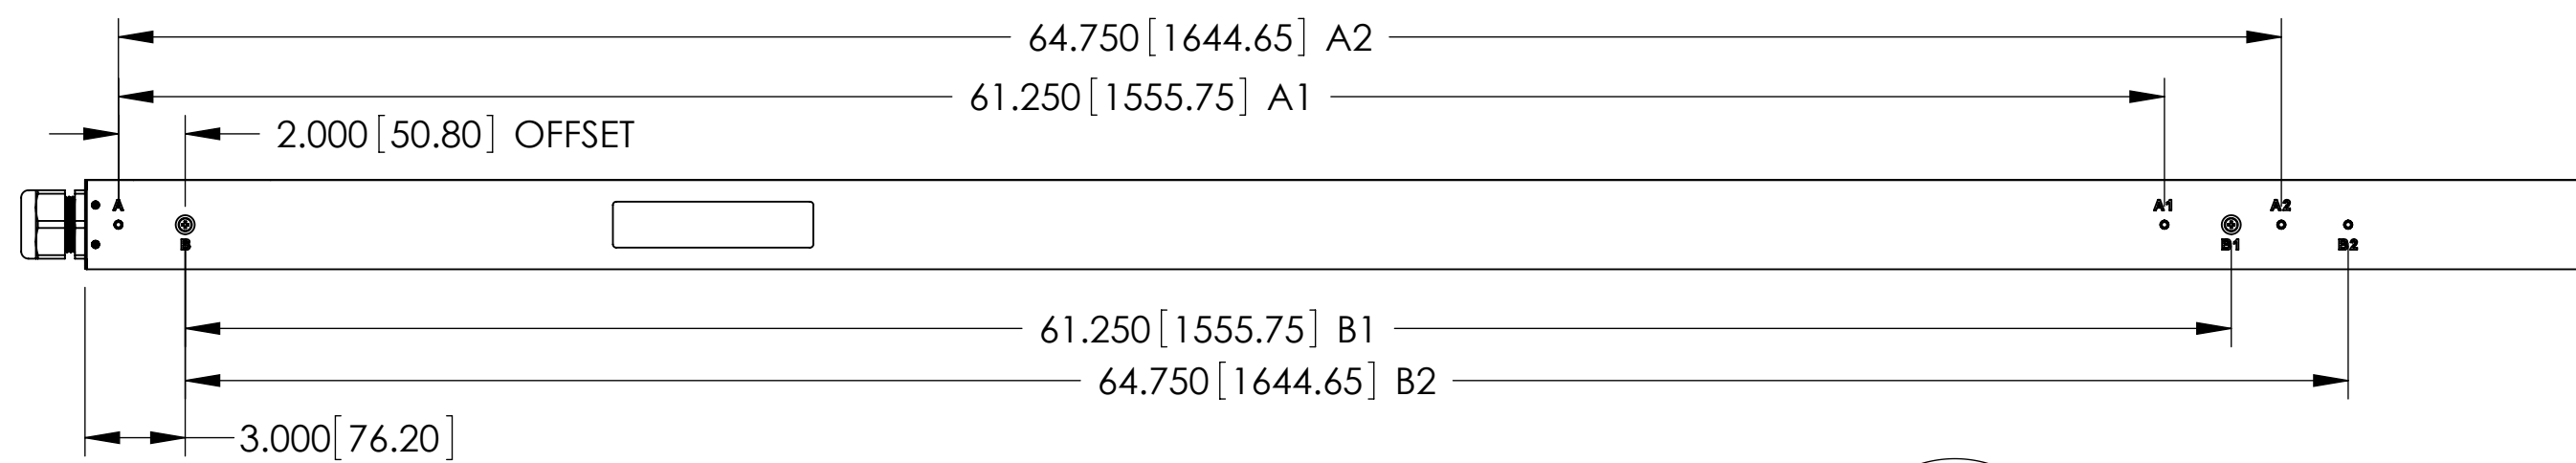 64.750[1644.65] A2
61.250[1555.75] A1
2.000[50.80] OFFSET
A
A1
A2
B
B1
B2
61.250[1555.75] B1
64.750[1644.65] B2
3.000[76.20]